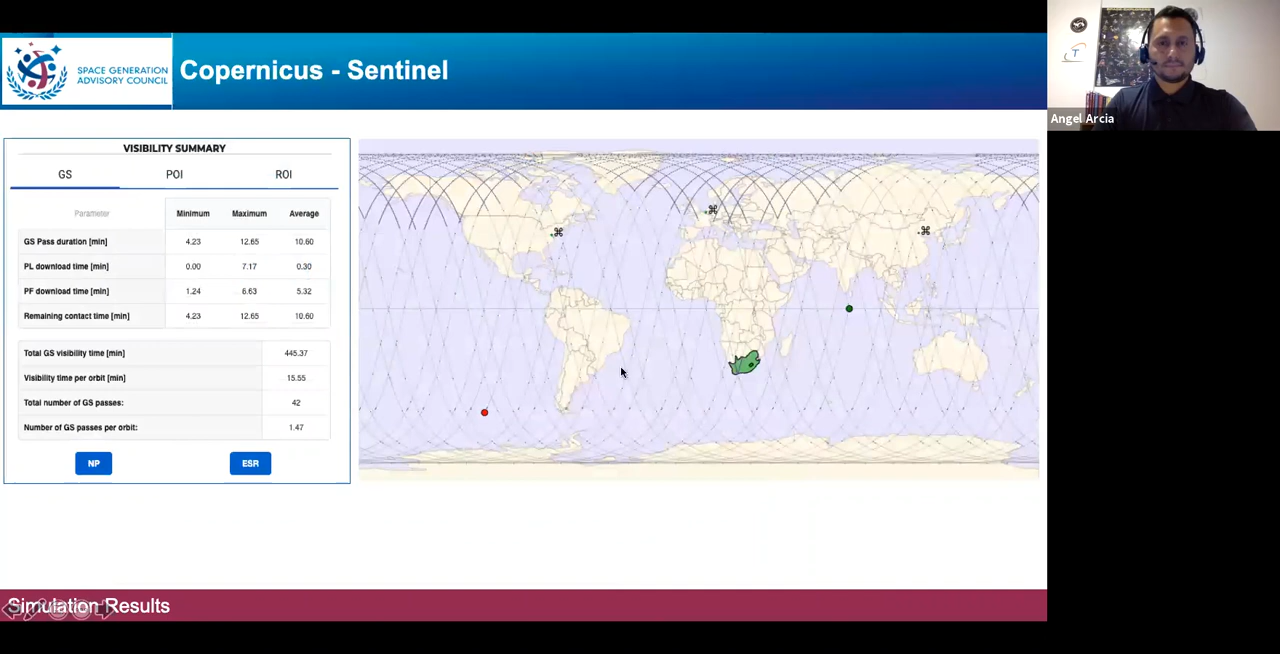 SPACE GENERATION
ADVISORY COUNCIL
Copernicus - Sentinel
Angel Arcia
VISIBILITY SUMMARY
GS POI ROI
Parameter Minimum Maximum Average
GS Pass duration [min] 4.23 12.65 10.60
PL download time [min] 0.00 7.17 0.30
PF download time [min] 1.24 6.63 5.32
Remaining contact time [min] 4.23 12.65 10.60
Total GS visibility time [min] 445.37
Visibility time per orbit [min] 15.55
Total number of GS passes: 42
Number of GS passes per orbit: 1.47
NP ESR
Simulation Results